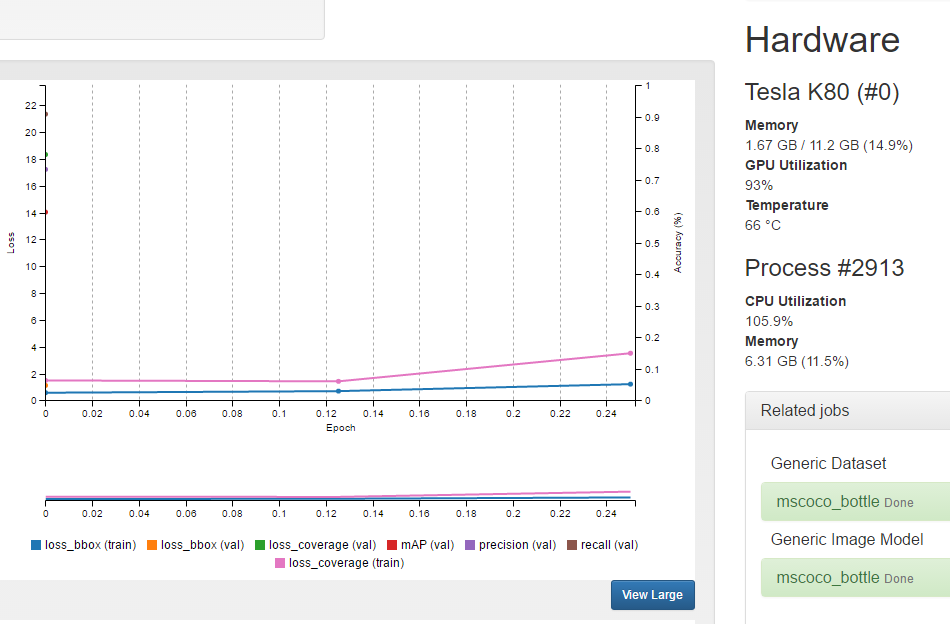 22
20
18
16
14
12
10
8
6
4
2
0
Loss
1
0.9
0.8
0.7
0.6
0.5
0.4
0.3
0.2
0.1
0
Accuracy (%)
0 0.02 0.04 0.06 0.08 0.1 0.12 0.14 0.16 0.18 0.2 0.22 0.24
Epoch
0 0.02 0.04 0.06 0.08 0.1 0.12 0.14 0.16 0.18 0.2 0.22 0.24
loss_bbox (train) loss_bbox (val) loss_coverage (val) mAP (val) precision (val) recall (val)
loss_coverage (train)
View Large
Hardware
Tesla K80 (#0)
Memory
1.67 GB / 11.2 GB (14.9%)
GPU Utilization
93%
Temperature
66 °C
Process #2913
CPU Utilization
105.9%
Memory
6.31 GB (11.5%)
Related jobs
Generic Dataset
mscoco_bottle Done
Generic Image Model
mscoco_bottle Done